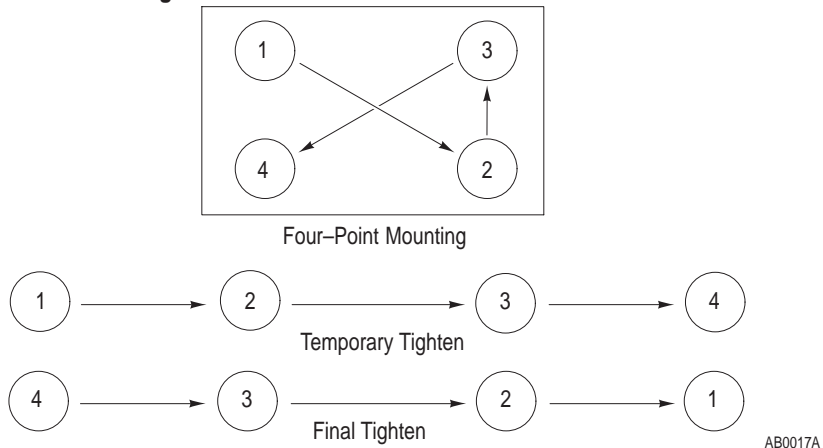 1 3
4 2
Four–Point Mounting
1 2 3 4
Temporary Tighten
4 3 2 1
Final Tighten
AB0017A